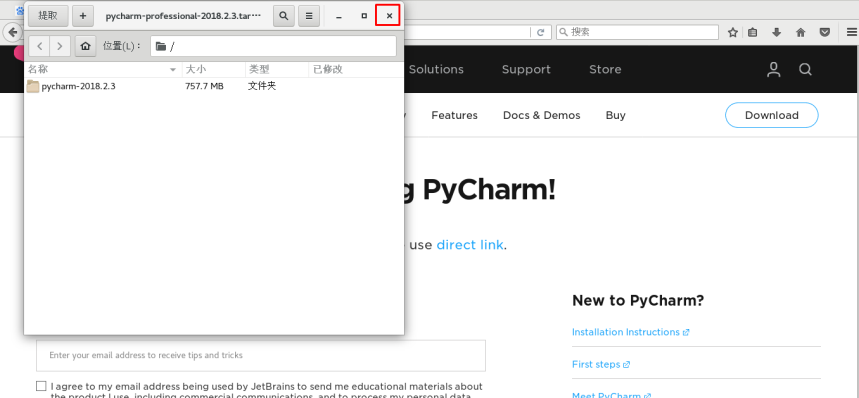 提取 + pycharm-professional-2018.2.3.tar⋯
位置(L)： /
名称 大小 类型 已修改
pycharm-2018.2.3 757.7 MB 文件夹
搜索
Solutions Support Store
Features Docs & Demos Buy Download
g PyCharm!
use direct link.
New to PyCharm?
Installation Instructions
First steps
Meet PyCharm
Enter your email address to receive tips and tricks
I agree to my email address being used by JetBrains to send me educational materials about
the product I use, including commercial communications, and to process my personal data